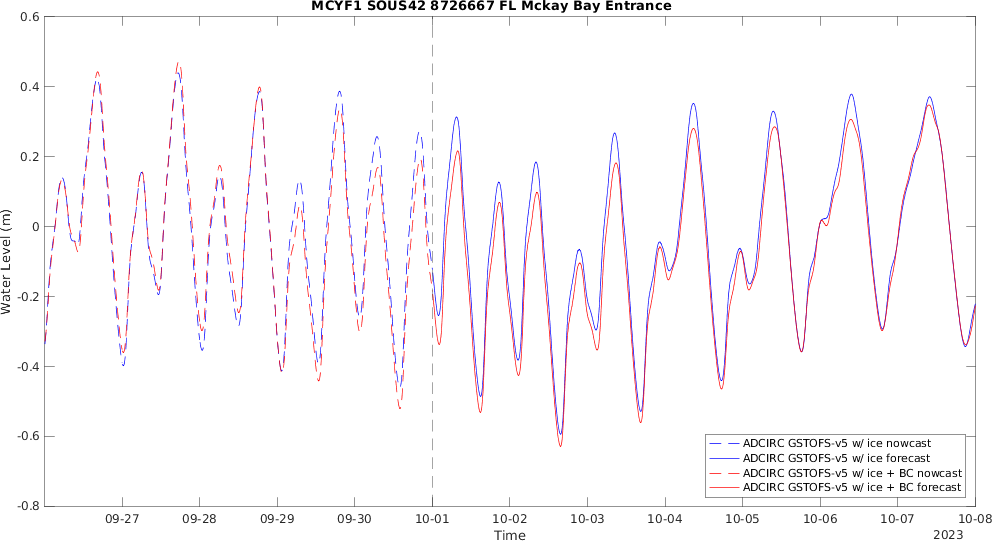 MCYF1 SOUS42 8726667 FL Mckay Bay Entrance
0.6
0.4
0.2
0
-0.2
-0.4
-0.6
-0.8
Water Level (m)
ADCIRC GSTOFS-v5 w/ ice nowcast
ADCIRC GSTOFS-v5 w/ ice forecast
ADCIRC GSTOFS-v5 w/ ice + BC nowcast
ADCIRC GSTOFS-v5 w/ ice + BC forecast
09-27 09-28 09-29 09-30 10-01 10-02 10-03 10-04 10-05 10-06 10-07 10-08
Time
2023